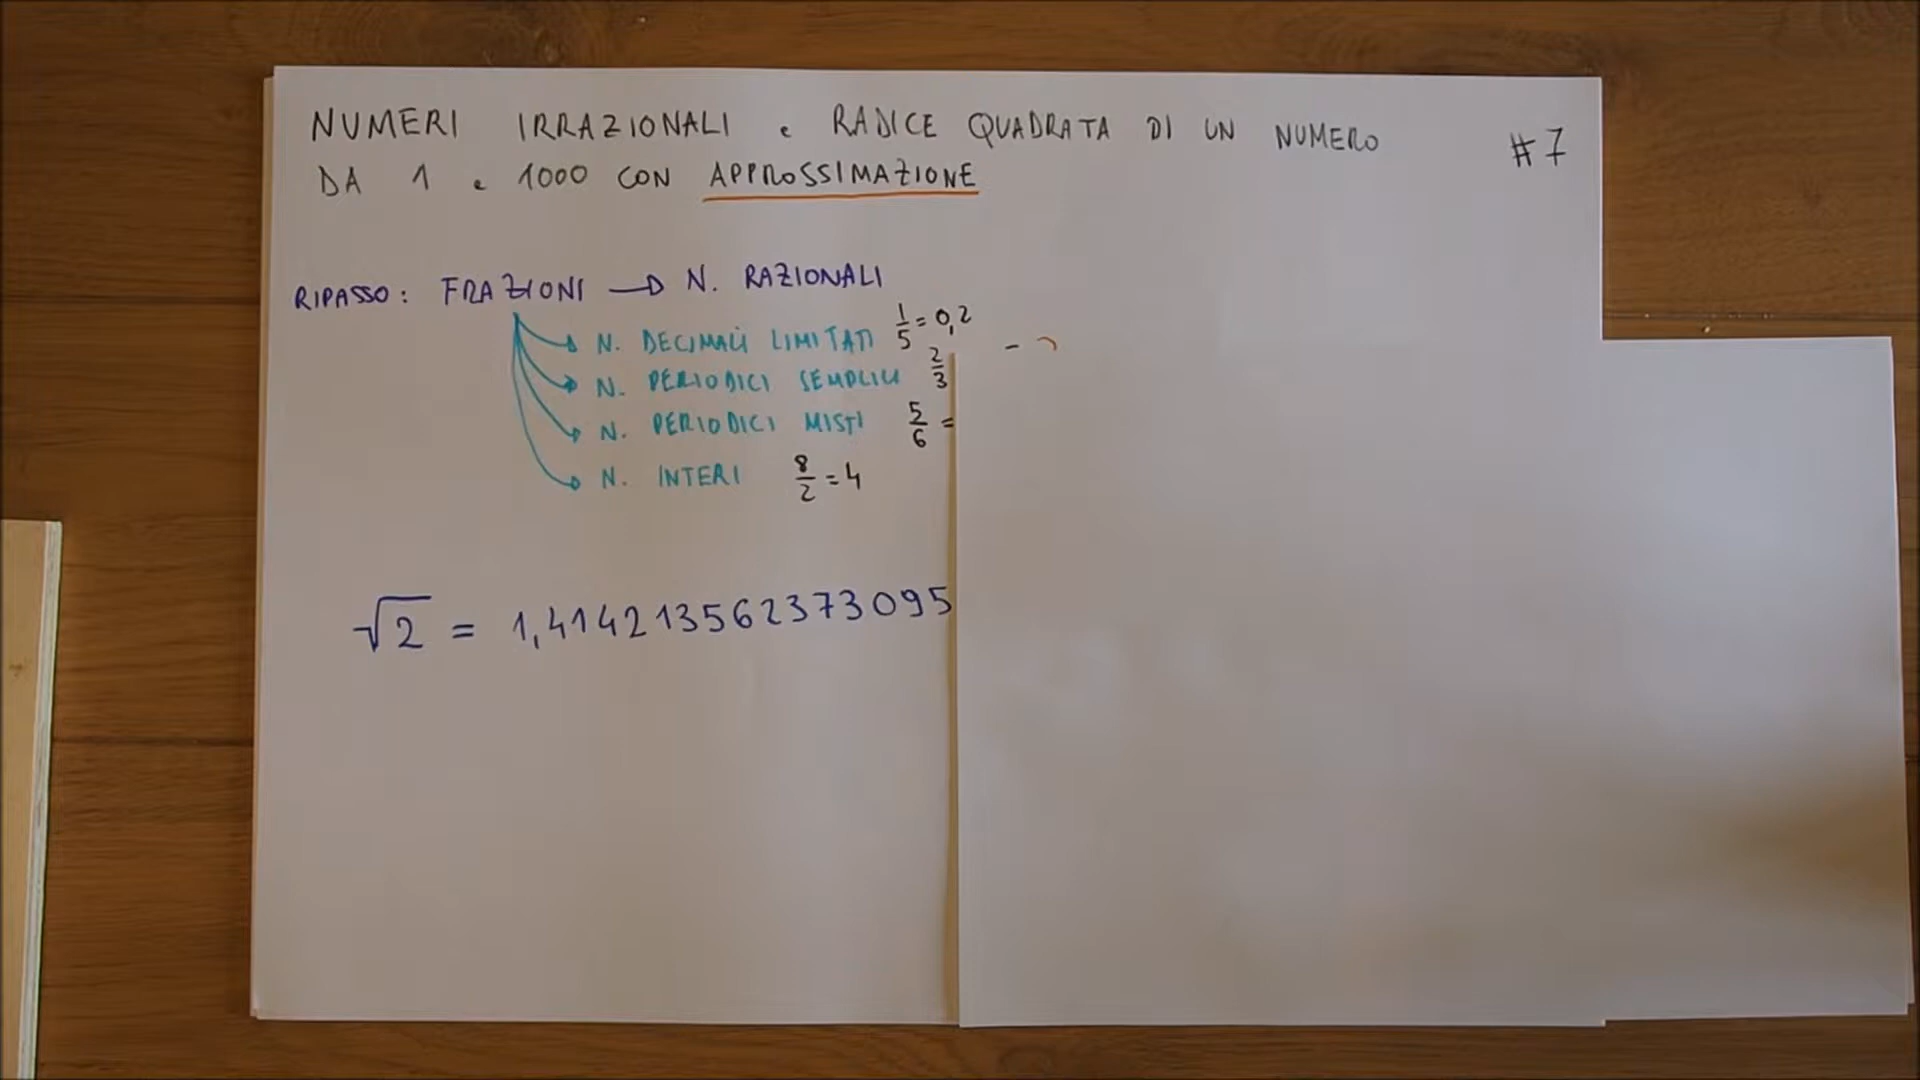 NUMERI IRRAZIONALI e RADICE QUADRATA DI UN NUMERO
DA 1 e 1000 CON APPROSSIMAZIONE
#7
RIPASSO: FRAZIONI → N. RAZIONALI
N. DECIMALI LIMITATI 1/5 = 0,2
N. PERIODICI SEMPLICI 2/3
N. PERIODICI MISTI 5/6 =
N. INTERI 8/2 = 4
√2 = 1,414213562373095